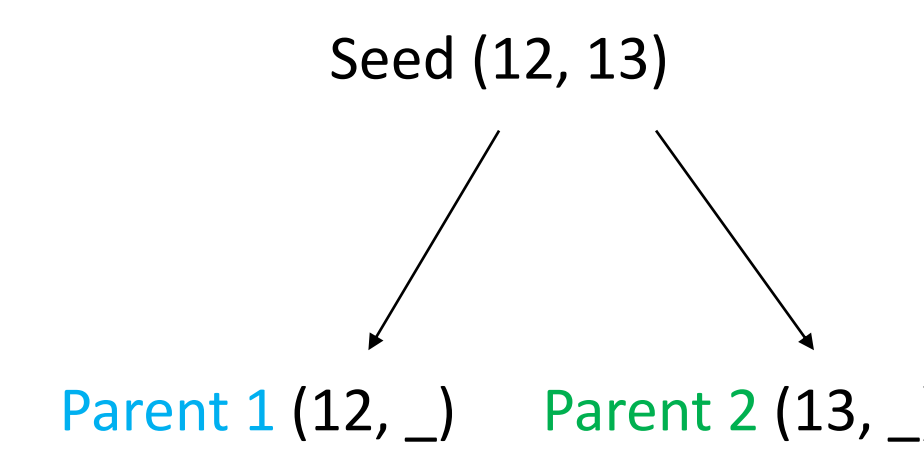 Seed (12, 13)
Parent 1 (12, _)
Parent 2 (13, _